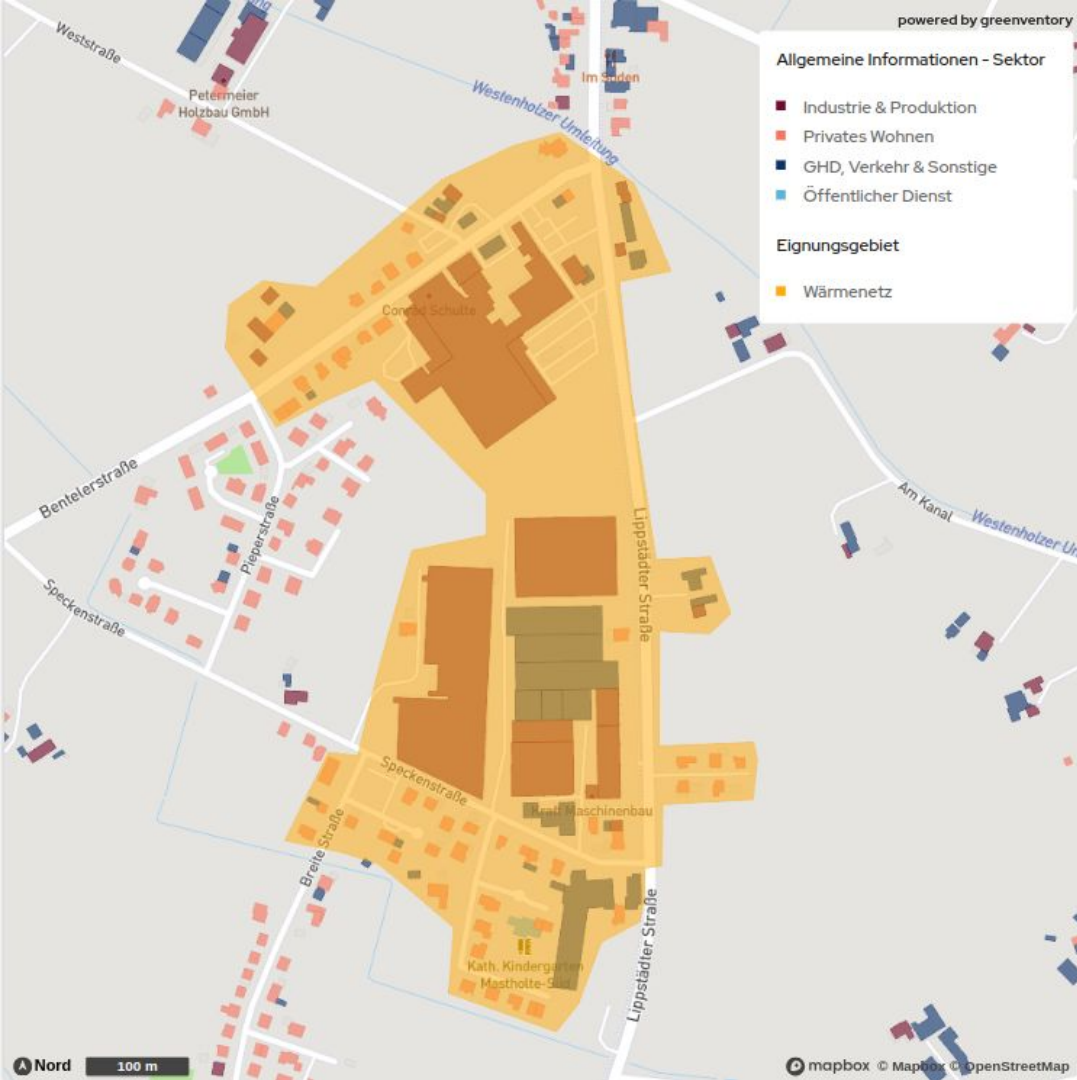 powered by greenventory
Allgemeine Informationen - Sektor
Industrie & Produktion
Privates Wohnen
GHD, Verkehr & Sonstige
Öffentlicher Dienst
Eignungsgebiet
Wärmenetz
Weststraße
Petermeier
Holzbau GmbH
Im Süden
Westenholzer Umleitung
Conrad Schulte
Bentelerstraße
Pieperstraße
Speckenstraße
Lippstädter Straße
Am Kanal
Westenholzer Um
Speckenstraße
Kraft Maschinenbau
Breite Straße
Lippstädter Straße
Kath. Kindergarten
Mastholte-Süd
Nord
100 m
mapbox © Mapbox © OpenStreetMap